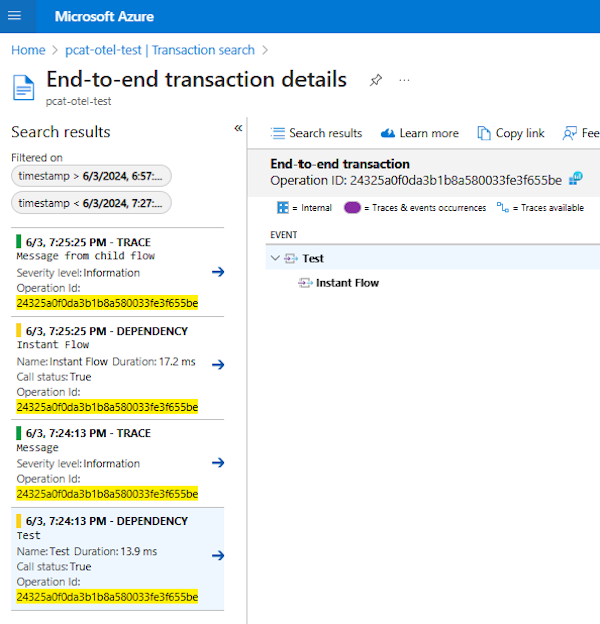 Microsoft Azure
Home > pcat-otel-test | Transaction search >
End-to-end transaction details
...
pcat-otel-test
Search results
«
Filtered on
timestamp > 6/3/2024, 6:57:...
timestamp < 6/3/2024, 7:27:...
6/3, 7:25:25 PM - TRACE
Message from child flow
Severity level: Information
Operation Id:
24325a0f0da3b1b8a580033fe3f655be
6/3, 7:25:25 PM - DEPENDENCY
Instant Flow
Name: Instant Flow Duration: 17.2 ms
Call status: True
Operation Id:
24325a0f0da3b1b8a580033fe3f655be
6/3, 7:24:13 PM - TRACE
Message
Severity level: Information
Operation Id:
24325a0f0da3b1b8a580033fe3f655be
6/3, 7:24:13 PM - DEPENDENCY
Test
Name: Test Duration: 13.9 ms
Call status: True
Operation Id:
24325a0f0da3b1b8a580033fe3f655be
Search results Learn more Copy link Fee
End-to-end transaction
Operation ID: 24325a0f0da3b1b8a580033fe3f655be
= Internal = Traces & events occurrences = Traces available
EVENT
Test
Instant Flow